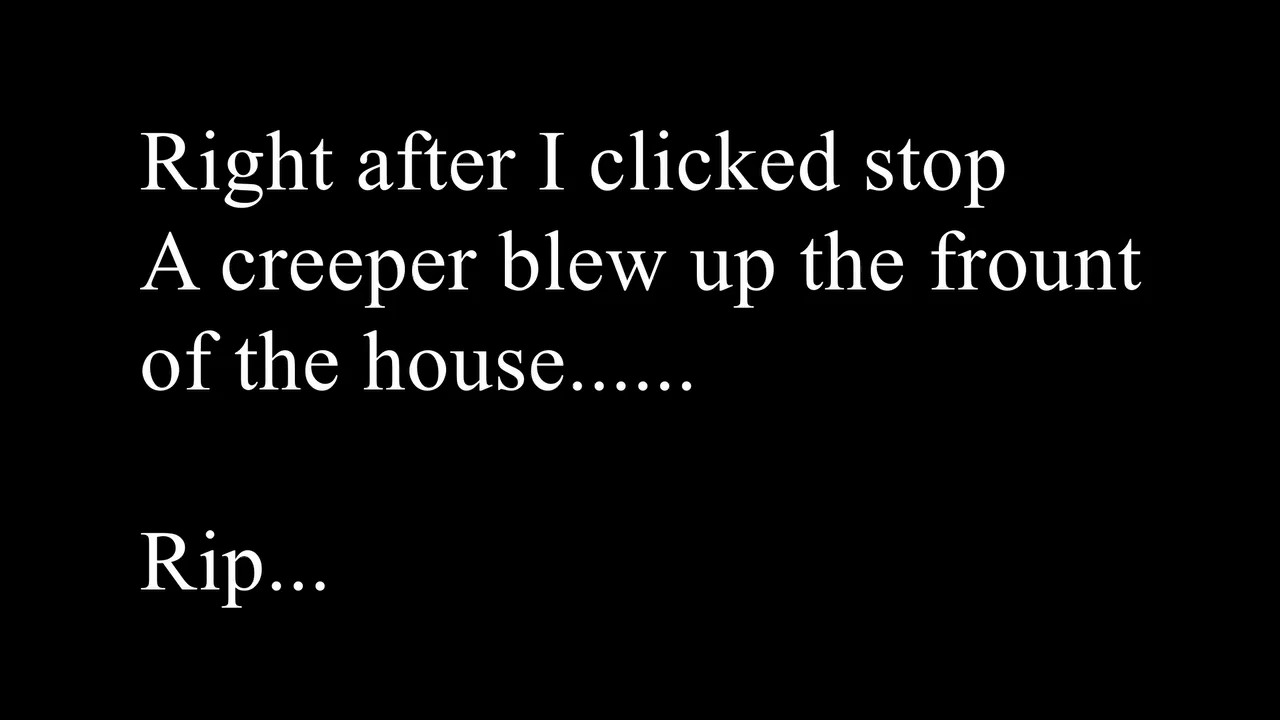 Right after I clicked stop
A creeper blew up the frount
of the house......
Rip...